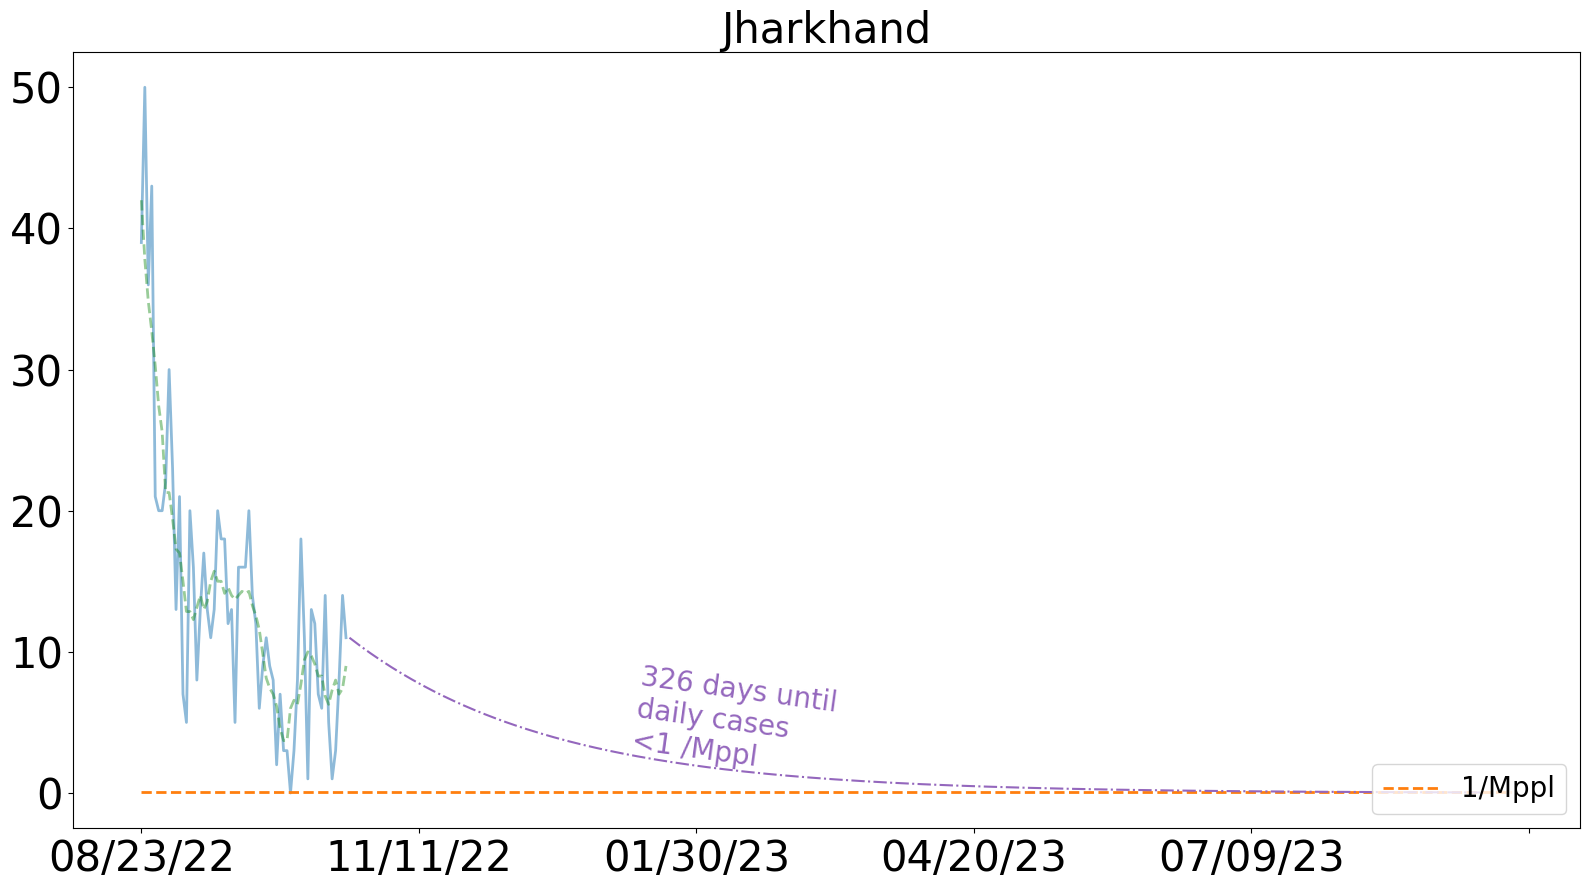 Jharkhand
50
40
30
20
10
0
326 days until
daily cases
<1 /Mppl
1/Mppl
08/23/22
11/11/22
01/30/23
04/20/23
07/09/23